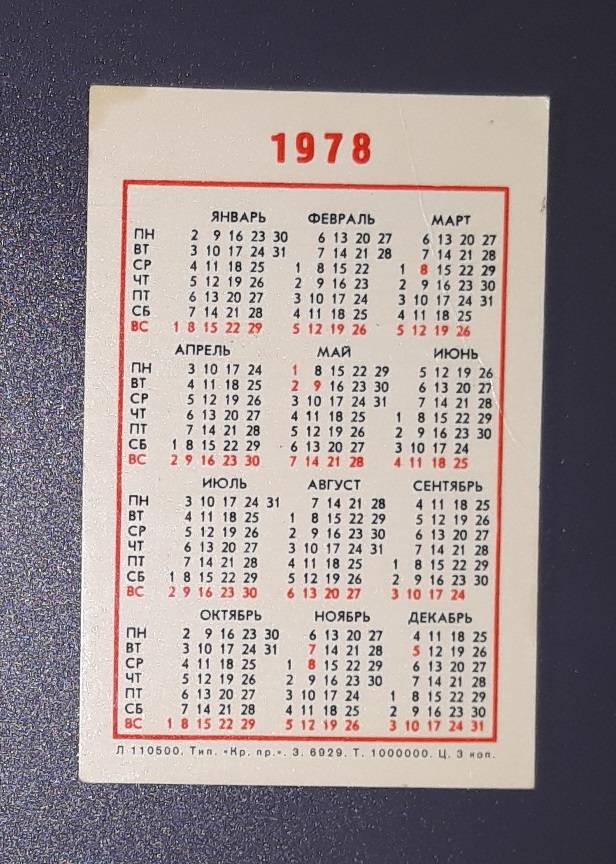 1978
ЯНВАРЬ ФЕВРАЛЬ МАРТ
ПН 2 9 16 23 30 6 13 20 27 6 13 20 27
ВТ 3 10 17 24 31 7 14 21 28 7 14 21 28
СР 4 11 18 25 1 8 15 22 1 8 15 22 29
ЧТ 5 12 19 26 2 9 16 23 2 9 16 23 30
ПТ 6 13 20 27 3 10 17 24 3 10 17 24 31
СБ 7 14 21 28 4 11 18 25 4 11 18 25
ВС 1 8 15 22 29 5 12 19 26 5 12 19 26
АПРЕЛЬ МАЙ ИЮНЬ
ПН 3 10 17 24 1 8 15 22 29 5 12 19 26
ВТ 4 11 18 25 2 9 16 23 30 6 13 20 27
СР 5 12 19 26 3 10 17 24 31 7 14 21 28
ЧТ 6 13 20 27 4 11 18 25 1 8 15 22 29
ПТ 7 14 21 28 5 12 19 26 2 9 16 23 30
СБ 1 8 15 22 29 6 13 20 27 3 10 17 24
ВС 2 9 16 23 30 7 14 21 28 4 11 18 25
ИЮЛЬ АВГУСТ СЕНТЯБРЬ
ПН 3 10 17 24 31 7 14 21 28 4 11 18 25
ВТ 4 11 18 25 1 8 15 22 29 5 12 19 26
СР 5 12 19 26 2 9 16 23 30 6 13 20 27
ЧТ 6 13 20 27 3 10 17 24 31 7 14 21 28
ПТ 7 14 21 28 4 11 18 25 1 8 15 22 29
СБ 1 8 15 22 29 5 12 19 26 2 9 16 23 30
ВС 2 9 16 23 30 6 13 20 27 3 10 17 24
ОКТЯБРЬ НОЯБРЬ ДЕКАБРЬ
ПН 2 9 16 23 30 6 13 20 27 4 11 18 25
ВТ 3 10 17 24 31 7 14 21 28 5 12 19 26
СР 4 11 18 25 1 8 15 22 29 6 13 20 27
ЧТ 5 12 19 26 2 9 16 23 30 7 14 21 28
ПТ 6 13 20 27 3 10 17 24 1 8 15 22 29
СБ 7 14 21 28 4 11 18 25 2 9 16 23 30
ВС 1 8 15 22 29 5 12 19 26 3 10 17 24 31
Л 110500. Тип. «Кр. пр.». З. 6929. Т. 1000000. Ц. 3 коп.